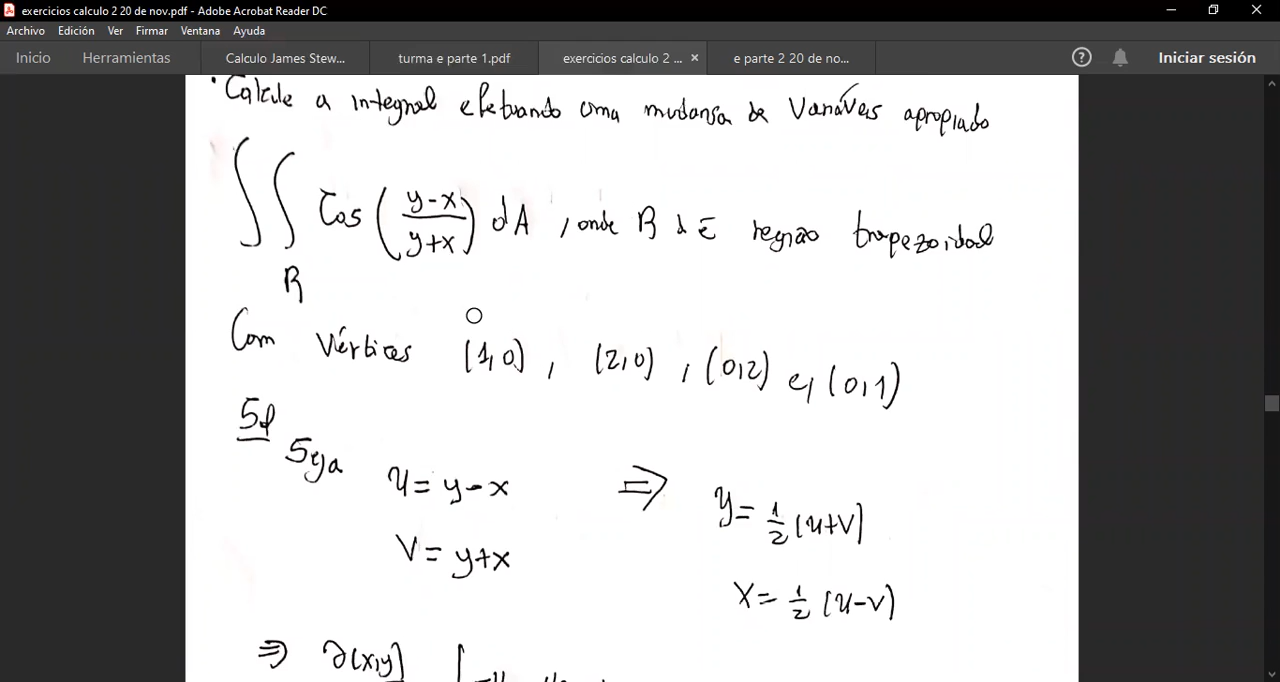 exercicios calculo 2 20 de nov.pdf - Adobe Acrobat Reader DC
Archivo Edición Ver Firmar Ventana Ayuda
Inicio Herramientas Calculo James Stew... turma e parte 1.pdf exercicios calculo 2 ... × e parte 2 20 de no... Iniciar sesión
Calcule a integral efetuando uma mudansa de Variáveis apropiado
∬ Cos ( (y-x)/(y+x) ) dA , onde R é região trapezoidal
R
Com vértices (1,0) , (2,0) , (0,2) e, (0,1)
Sol
Seja u = y-x ⇒ y = 1/2 (u+v)
v = y+x
x = 1/2 (u-v)
⇒ ∂(x,y)